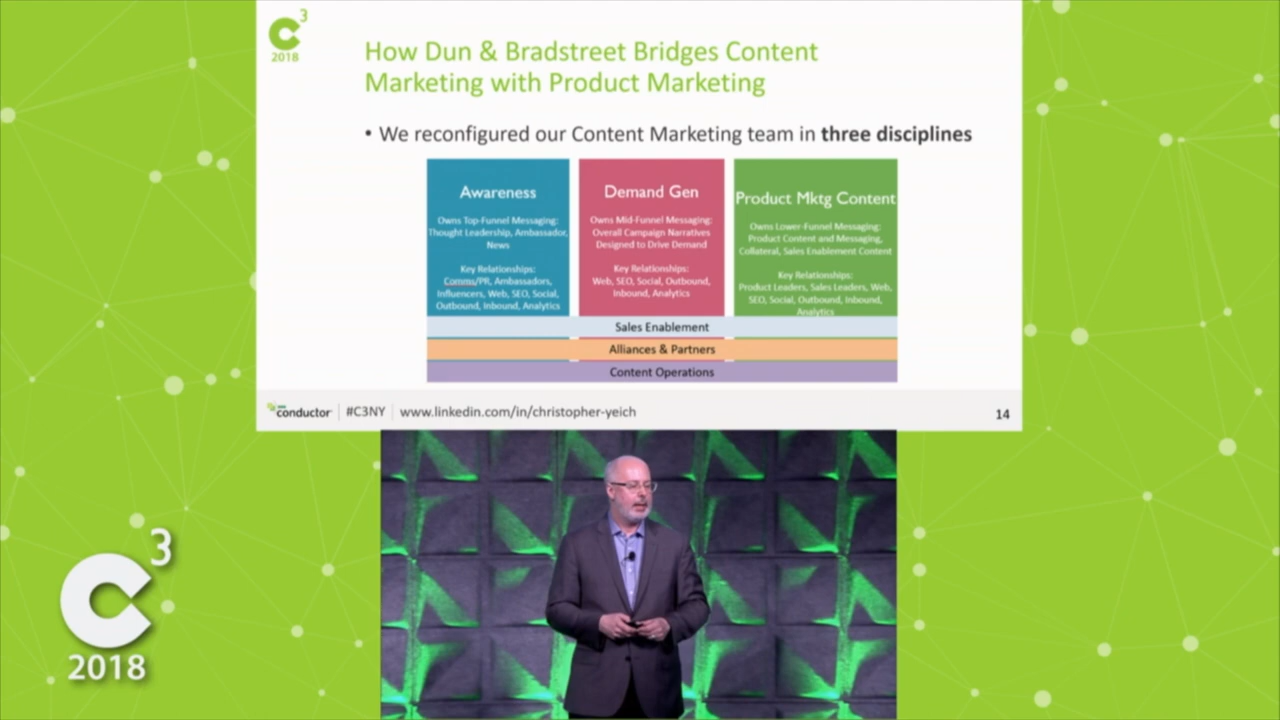 3
C
2018
How Dun & Bradstreet Bridges Content
Marketing with Product Marketing
• We reconfigured our Content Marketing team in three disciplines
Awareness
Owns Top-Funnel Messaging:
Thought Leadership, Ambassador,
News
Key Relationships:
Comms/PR, Ambassadors,
Influencers, Web, SEO, Social,
Outbound, Inbound, Analytics
Demand Gen
Owns Mid-Funnel Messaging:
Overall Campaign Narratives
Designed to Drive Demand
Key Relationships:
Web, SEO, Social, Outbound,
Inbound, Analytics
Product Mktg Content
Owns Lower-Funnel Messaging:
Product Content and Messaging,
Collateral, Sales Enablement Content
Key Relationships:
Product Leaders, Sales Leaders, Web,
SEO, Social, Outbound, Inbound,
Analytics
Sales Enablement
Alliances & Partners
Content Operations
conductor | #C3NY | www.linkedin.com/in/christopher-yeich
14
3
C
2018